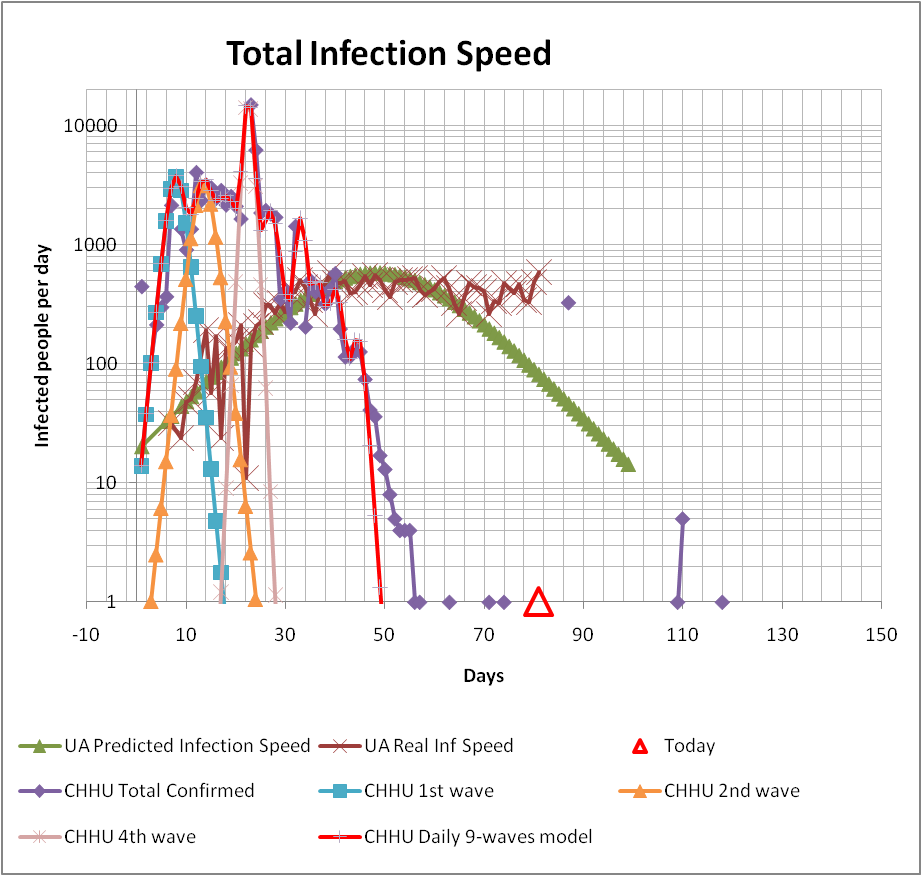 Total Infection Speed
10000
1000
100
10
1
Infected people per day
-10 10 30 50 70 90 110 130 150
Days
UA Predicted Infection Speed UA Real Inf Speed Today
CHHU Total Confirmed CHHU 1st wave CHHU 2nd wave
CHHU 4th wave CHHU Daily 9-waves model